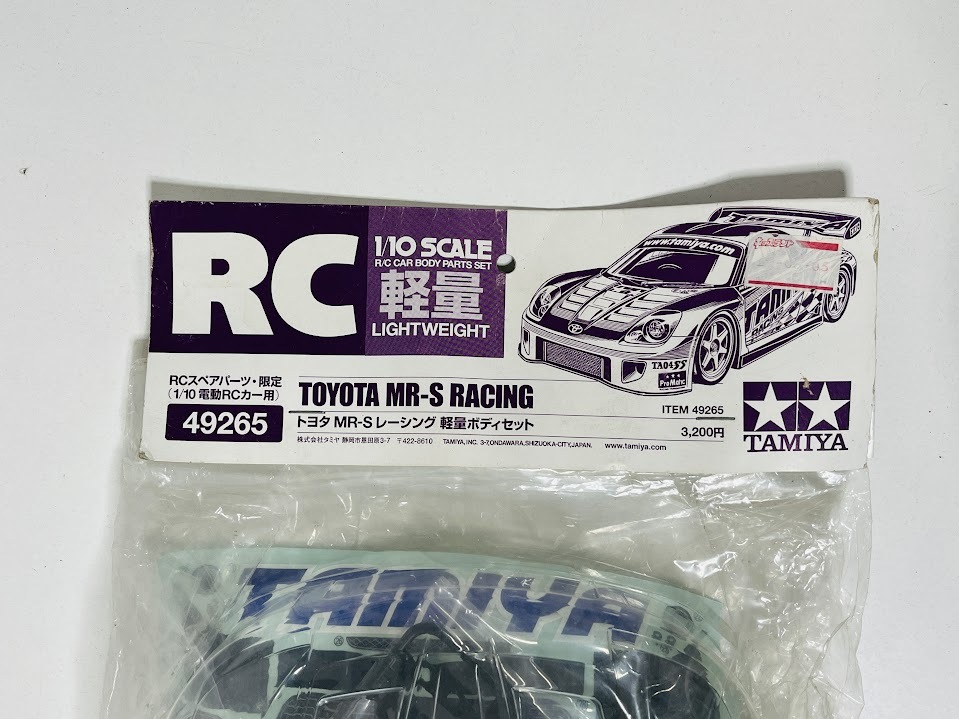 RC
1/10 SCALE
R/C CAR BODY PARTS SET
軽量
LIGHTWEIGHT
www.tamiya.com
TAMIYA
TAMIYA
RACING
TA04SS
ProMatic
RCスペアパーツ・限定
(1/10 電動RCカー用)
49265
TOYOTA MR-S RACING
トヨタ MR-S レーシング 軽量ボディセット
ITEM 49265
3,200円
株式会社タミヤ 静岡市恩田原3-7 〒422-8610 TAMIYA, INC. 3-7,ONDAWARA,SHIZUOKA-CITY,JAPAN. www.tamiya.com
TAMIYA
TAMIYA